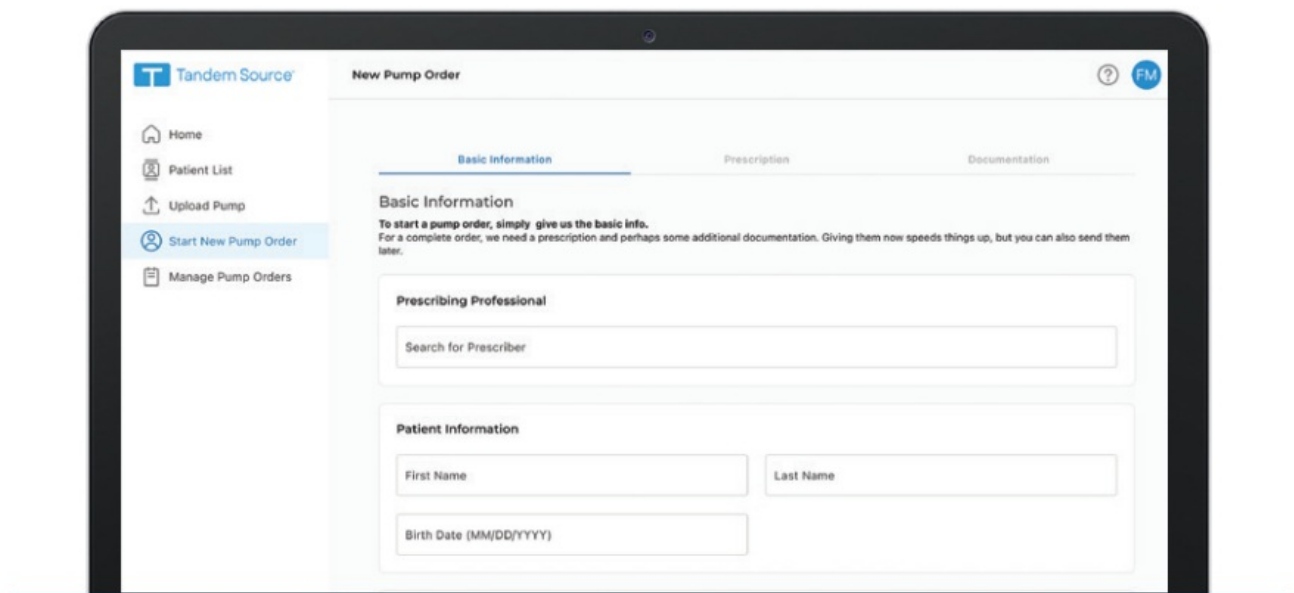 Tandem Source
New Pump Order
FM
Home
Patient List
Upload Pump
Start New Pump Order
Manage Pump Orders
Basic Information
Prescription
Documentation
Basic Information
To start a pump order, simply give us the basic info.
For a complete order, we need a prescription and perhaps some additional documentation. Giving them now speeds things up, but you can also send them
later.
Prescribing Professional
Search for Prescriber
Patient Information
First Name
Last Name
Birth Date (MM/DD/YYYY)